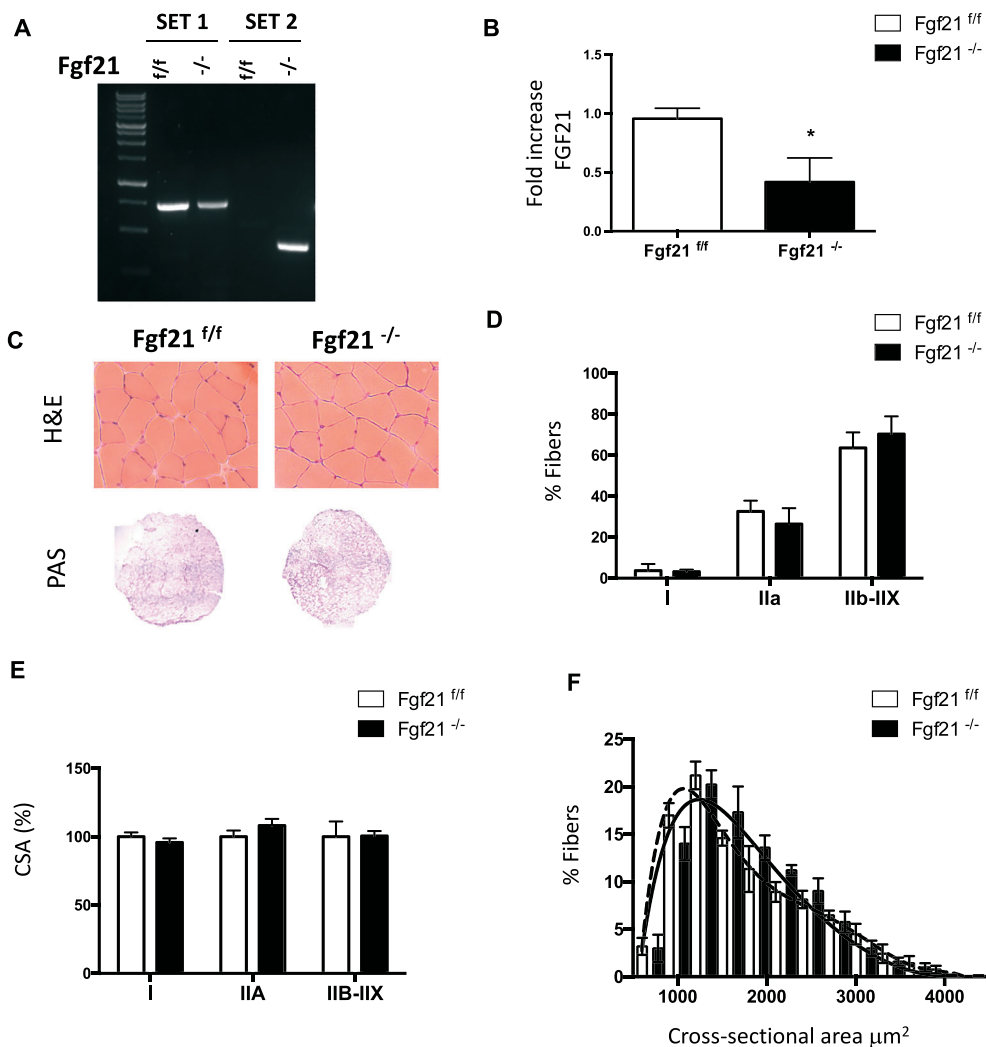 A
SET 1 SET 2
Fgf21 f/f -/- f/f -/-
B
Fgf21 f/f
Fgf21 -/-
Fold increase
FGF21
1.5
1.0
0.5
0.0
*
Fgf21 f/f Fgf21 -/-
C
Fgf21 f/f Fgf21 -/-
H&E
PAS
D
Fgf21 f/f
Fgf21 -/-
% Fibers
100
80
60
40
20
0
I IIa IIb-IIX
E
Fgf21 f/f
Fgf21 -/-
CSA (%)
150
100
50
0
I IIA IIB-IIX
F
Fgf21 f/f
Fgf21 -/-
% Fibers
25
20
15
10
5
0
1000 2000 3000 4000
Cross-sectional area μm²